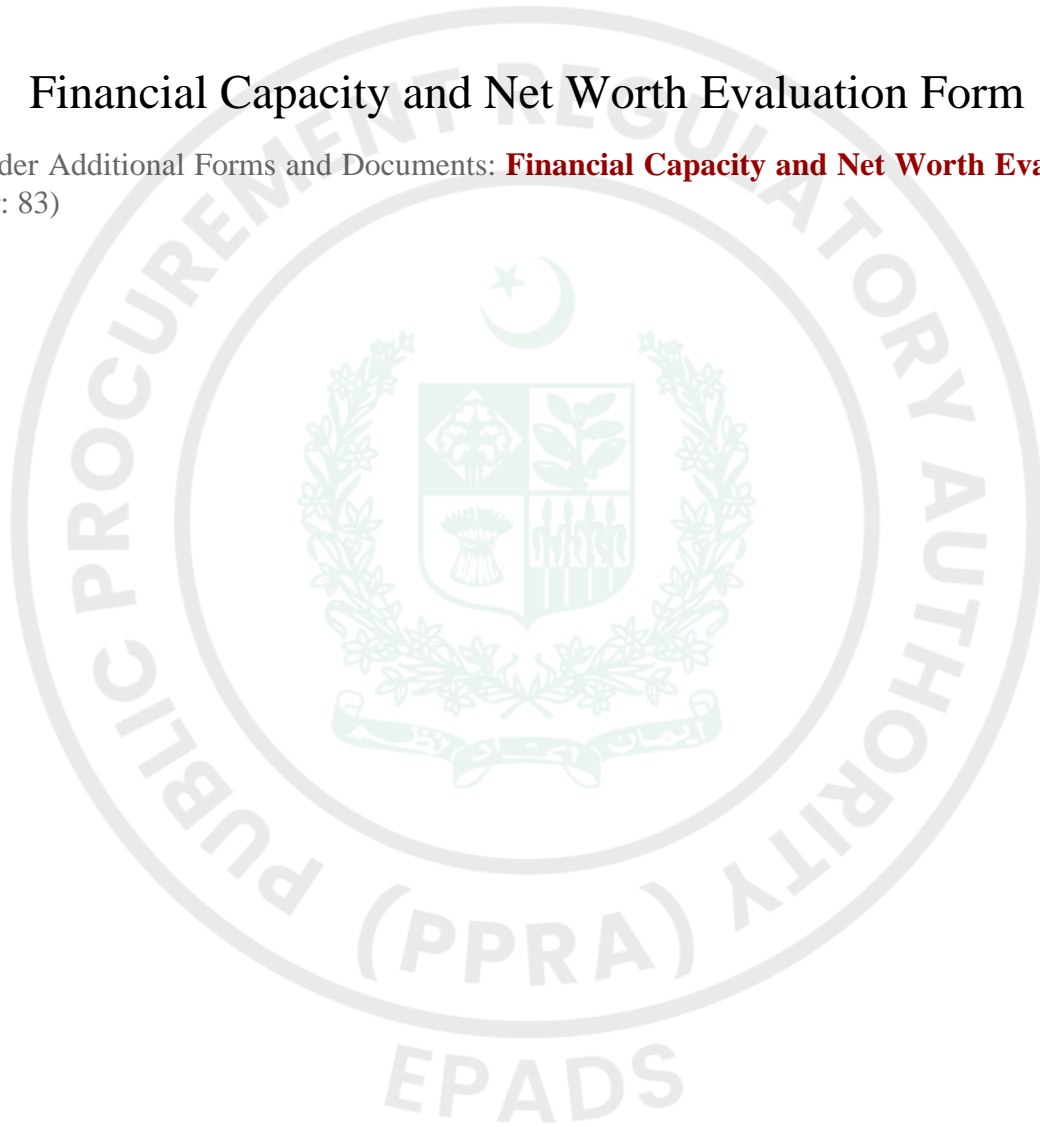 Financial Capacity and Net Worth Evaluation Form
der Additional Forms and Documents: Financial Capacity and Net Worth Eva
: 83)
PUBLIC PROCUREMENT REGULATORY AUTHORITY
(PPRA)
EPADS